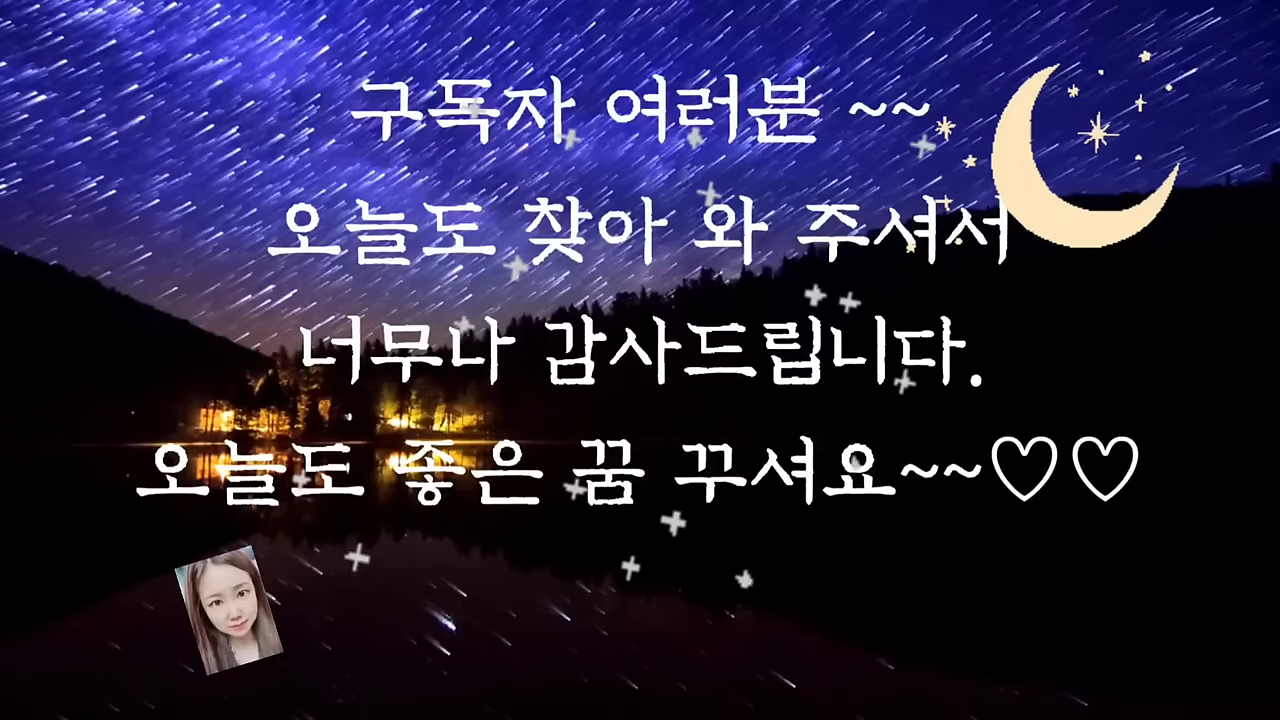 구독자 여러분 ~~
오늘도 찾아 와 주셔서
너무나 감사드립니다.
오늘도 좋은 꿈 꾸셔요~~♡♡